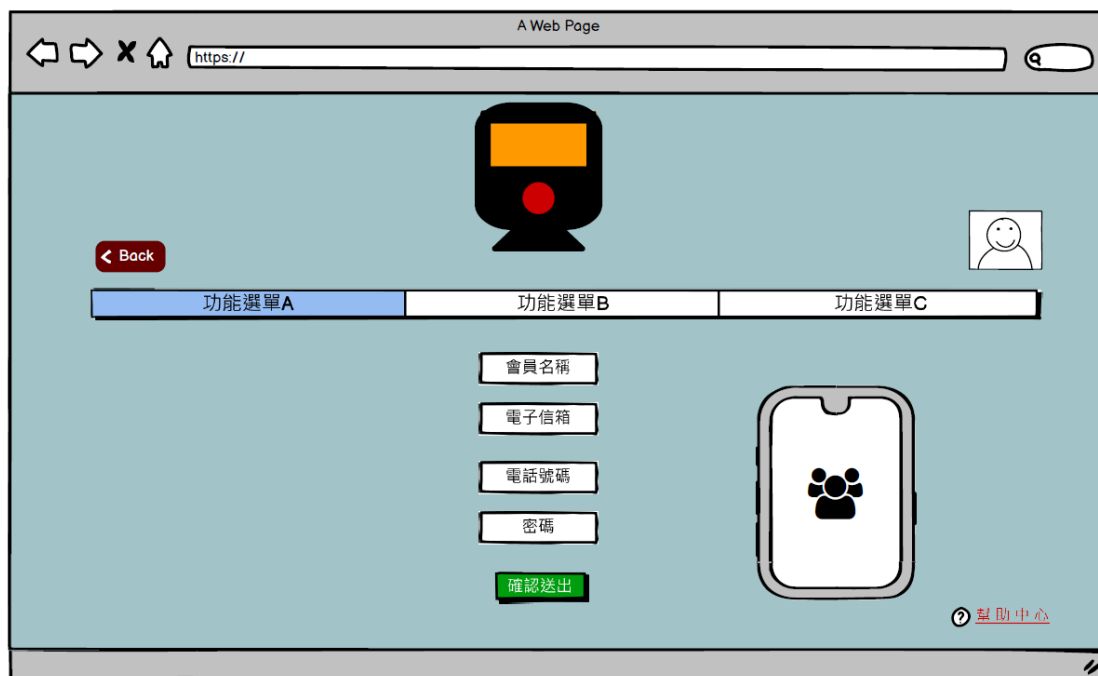 A Web Page
https://
Back
功能選單A
功能選單B
功能選單C
會員名稱
電子信箱
電話號碼
密碼
確認送出
幫助中心